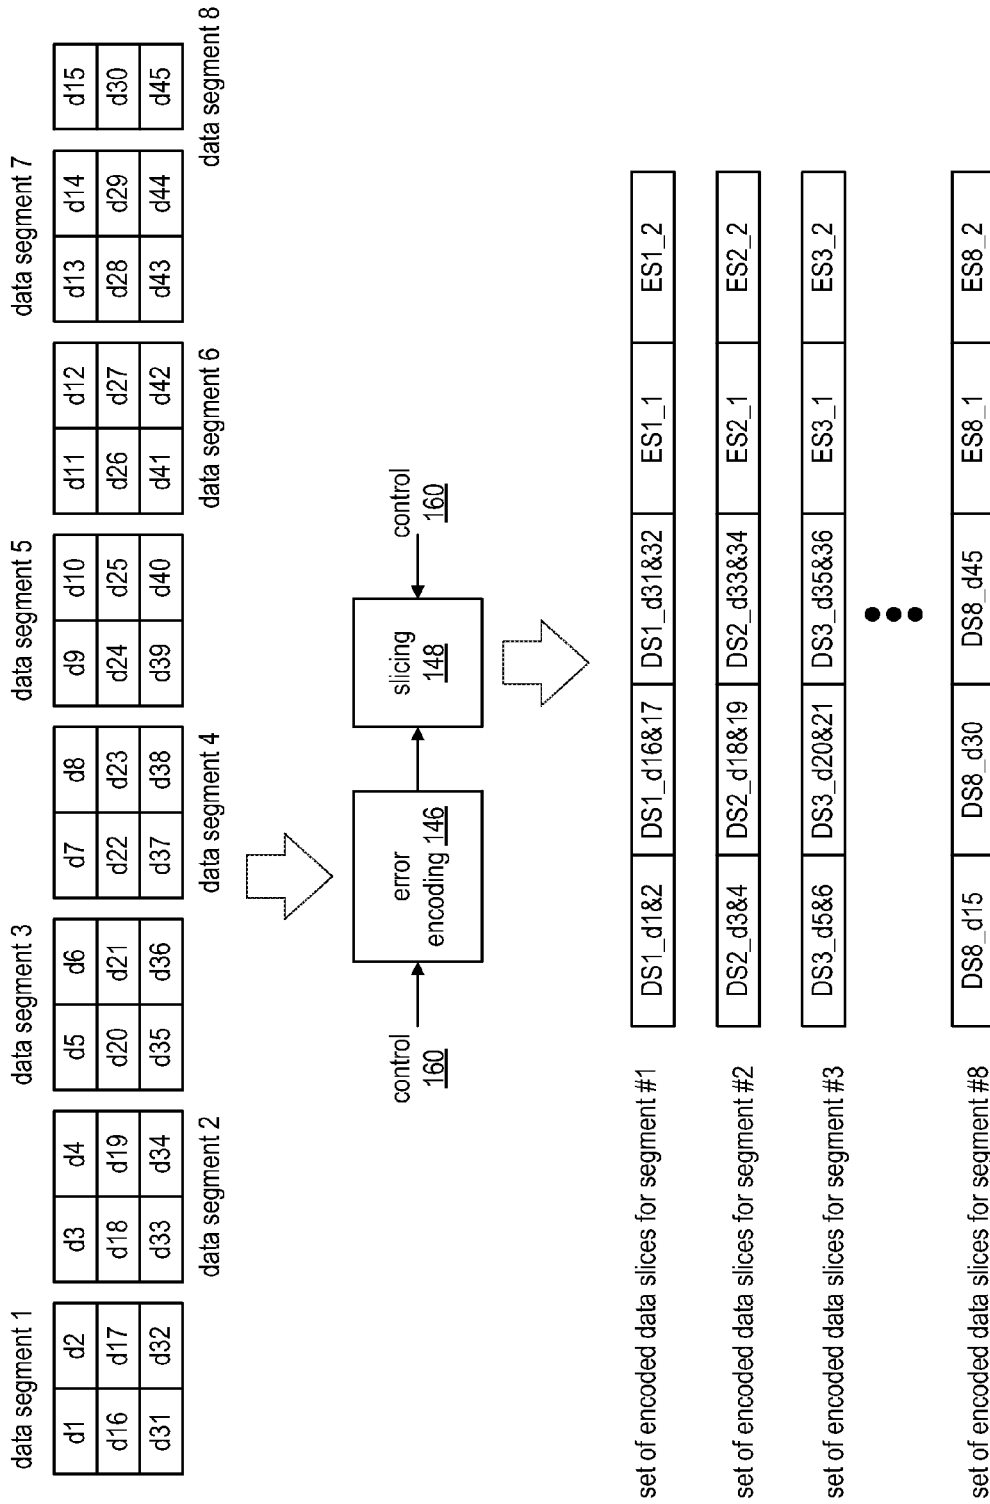 data segment 1
data segment 3
data segment 5
data segment 7
d1 d2 d3 d4 d5 d6 d7 d8 d9 d10 d11 d12 d13 d14 d15
d16 d17 d18 d19 d20 d21 d22 d23 d24 d25 d26 d27 d28 d29 d30
d31 d32 d33 d34 d35 d36 d37 d38 d39 d40 d41 d42 d43 d44 d45
data segment 2
data segment 4
data segment 6
data segment 8
control
160
error
encoding 146
slicing
148
control
160
set of encoded data slices for segment #1 DS1_d1&2 DS1_d16&17 DS1_d31&32 ES1_1 ES1_2
set of encoded data slices for segment #2 DS2_d3&4 DS2_d18&19 DS2_d33&34 ES2_1 ES2_2
set of encoded data slices for segment #3 DS3_d5&6 DS3_d20&21 DS3_d35&36 ES3_1 ES3_2
set of encoded data slices for segment #8 DS8_d15 DS8_d30 DS8_d45 ES8_1 ES8_2